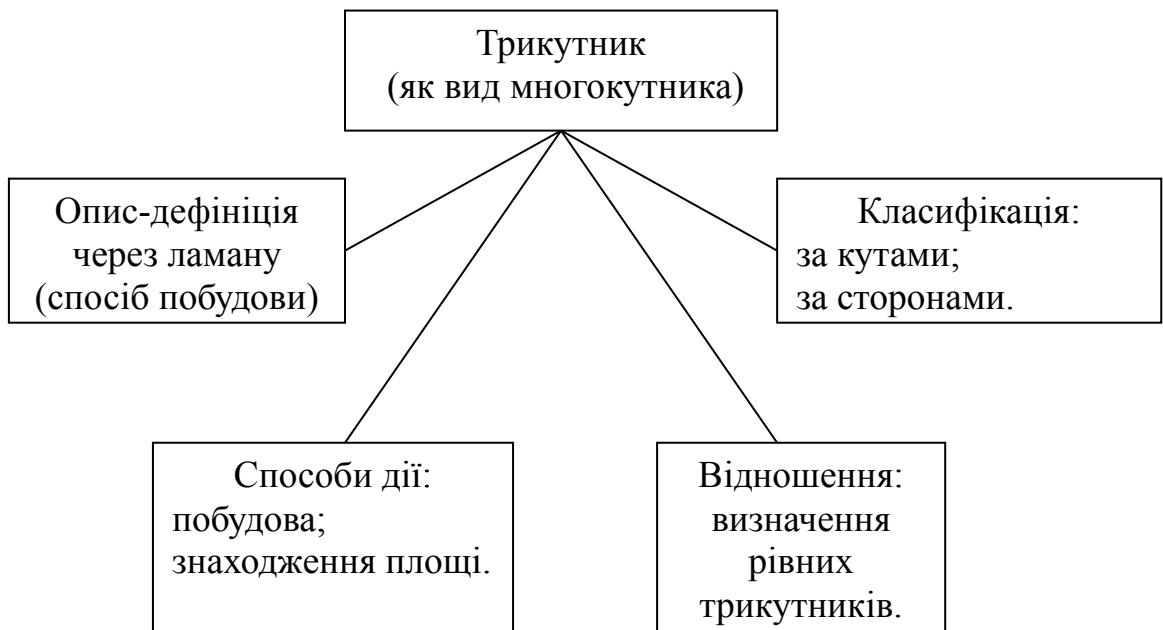 Трикутник
(як вид многокутника)
Опис-дефініція
через ламану
(спосіб побудови)
Класифікація:
за кутами;
за сторонами.
Способи дії:
побудова;
знаходження площі.
Відношення:
визначення
рівних
трикутників.